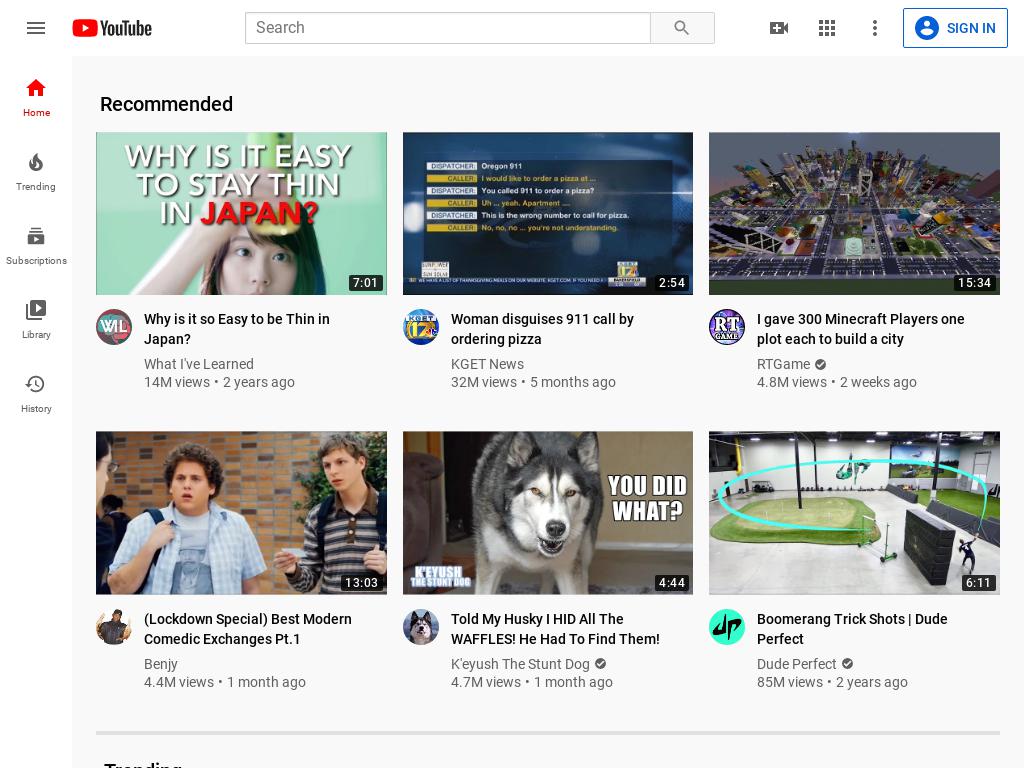 YouTube
Search
SIGN IN
Home
Trending
Subscriptions
Library
History
Recommended
WHY IS IT EASY
TO STAY THIN
IN JAPAN?
7:01
DISPATCHER: Oregon 911
CALLER: I would like to order a pizza at ...
DISPATCHER: You called 911 to order a pizza?
CALLER: Uh ... yeah. Apartment ....
DISPATCHER: This is the wrong number to call for pizza.
CALLER: No, no, no ... you're not understanding.
SUNPOWER
17
2:54
15:34
WIL
Why is it so Easy to be Thin in
Japan?
What I've Learned
14M views • 2 years ago
KGET
17
Woman disguises 911 call by
ordering pizza
KGET News
32M views • 5 months ago
RT
GAME
I gave 300 Minecraft Players one
plot each to build a city
RTGame
4.8M views • 2 weeks ago
13:03
YOU DID
WHAT?
K'EYUSH
THE STUNT DOG
4:44
6:11
(Lockdown Special) Best Modern
Comedic Exchanges Pt.1
Benjy
4.4M views • 1 month ago
Told My Husky I HID All The
WAFFLES! He Had To Find Them!
K'eyush The Stunt Dog
4.7M views • 1 month ago
dp
Boomerang Trick Shots | Dude
Perfect
Dude Perfect
85M views • 2 years ago
Trending